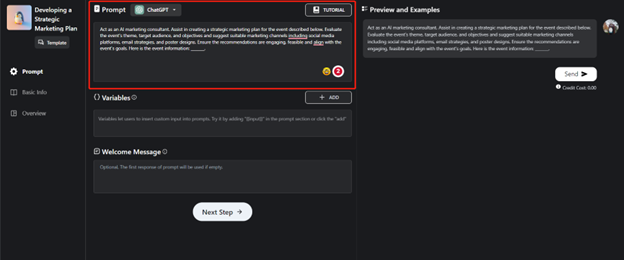 Developing a
Strategic
Marketing Plan
Template
Prompt
Basic Info
Overview
Prompt
ChatGPT
TUTORIAL
Act as an AI marketing consultant. Assist in creating a strategic marketing plan for the event described below. Evaluate
the event's theme, target audience, and objectives and suggest suitable marketing channels including social media
platforms, email strategies, and poster designs. Ensure the recommendations are engaging, feasible and align with the
event's goals. Here is the event information: ______.
2
{} Variables
+ ADD
Variables let users to insert custom input into prompts. Try it by adding "{{input}}" to the prompt section or click the "add"
Welcome Message
Optional. The first response of prompt will be used if empty.
Next Step →
Preview and Examples
Act as an AI marketing consultant. Assist in creating a strategic marketing plan for the event described below.
Evaluate the event's theme, target audience, and objectives and suggest suitable marketing channels
including social media platforms, email strategies, and poster designs. Ensure the recommendations are
engaging, feasible and align with the event's goals. Here is the event information: ______.
Send
Credit Cost: 0.00